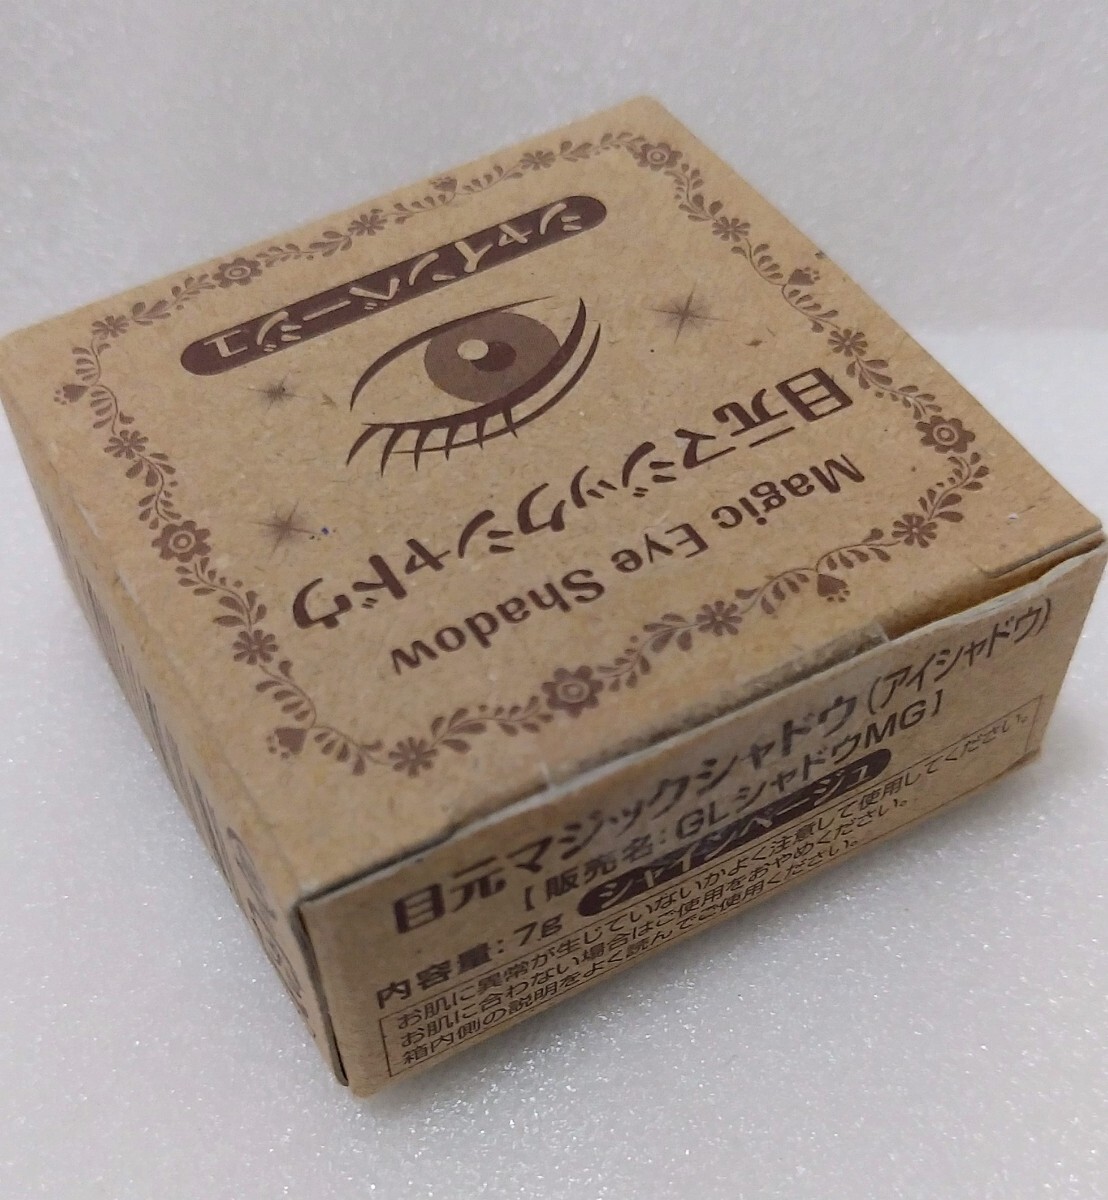 Magic Eye Shadow
目元マジックシャドウ
シャインベージュ
目元マジックシャドウ(アイシャドウ)
[販売名:GLシャドウMG]
内容量:7g シャインベージュ
お肌に異常が生じていないかよく注意して使用してください。
お肌に合わない場合はご使用をおやめください。
箱内側の説明をよく読んでご使用ください。